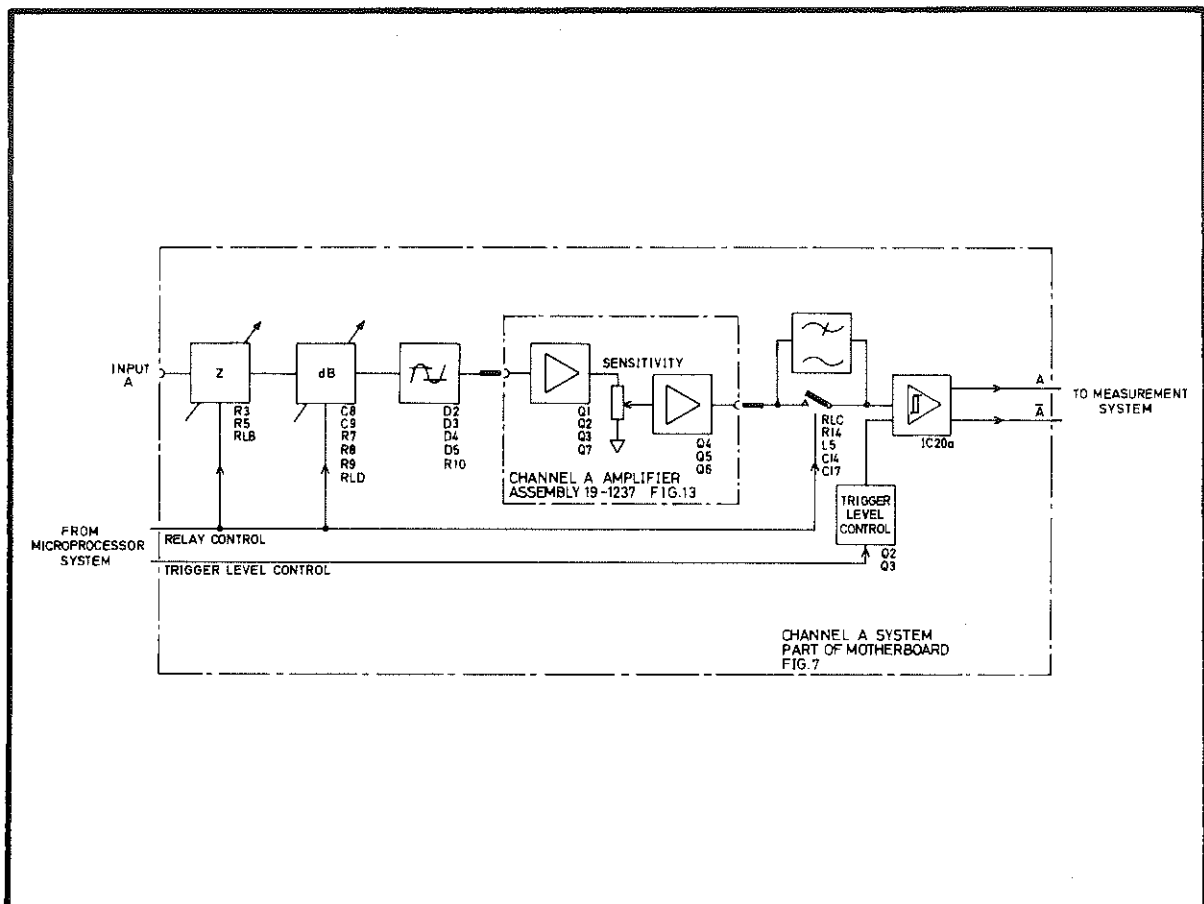 INPUT
A
Z
R3
R5
RLB
dB
C8
C9
R7
R8
R9
RLD
D2
D3
D4
D5
R10
Q1
Q2
Q3
Q7
SENSITIVITY
Q4
Q5
Q6
CHANNEL A AMPLIFIER
ASSEMBLY 19-1237 FIG.13
RLC
R14
L5
C14
C17
IC20a
A
Ā
TO MEASUREMENT
SYSTEM
TRIGGER
LEVEL
CONTROL
Q2
Q3
FROM
MICROPROCESSOR
SYSTEM
RELAY CONTROL
TRIGGER LEVEL CONTROL
CHANNEL A SYSTEM
PART OF MOTHERBOARD
FIG.7